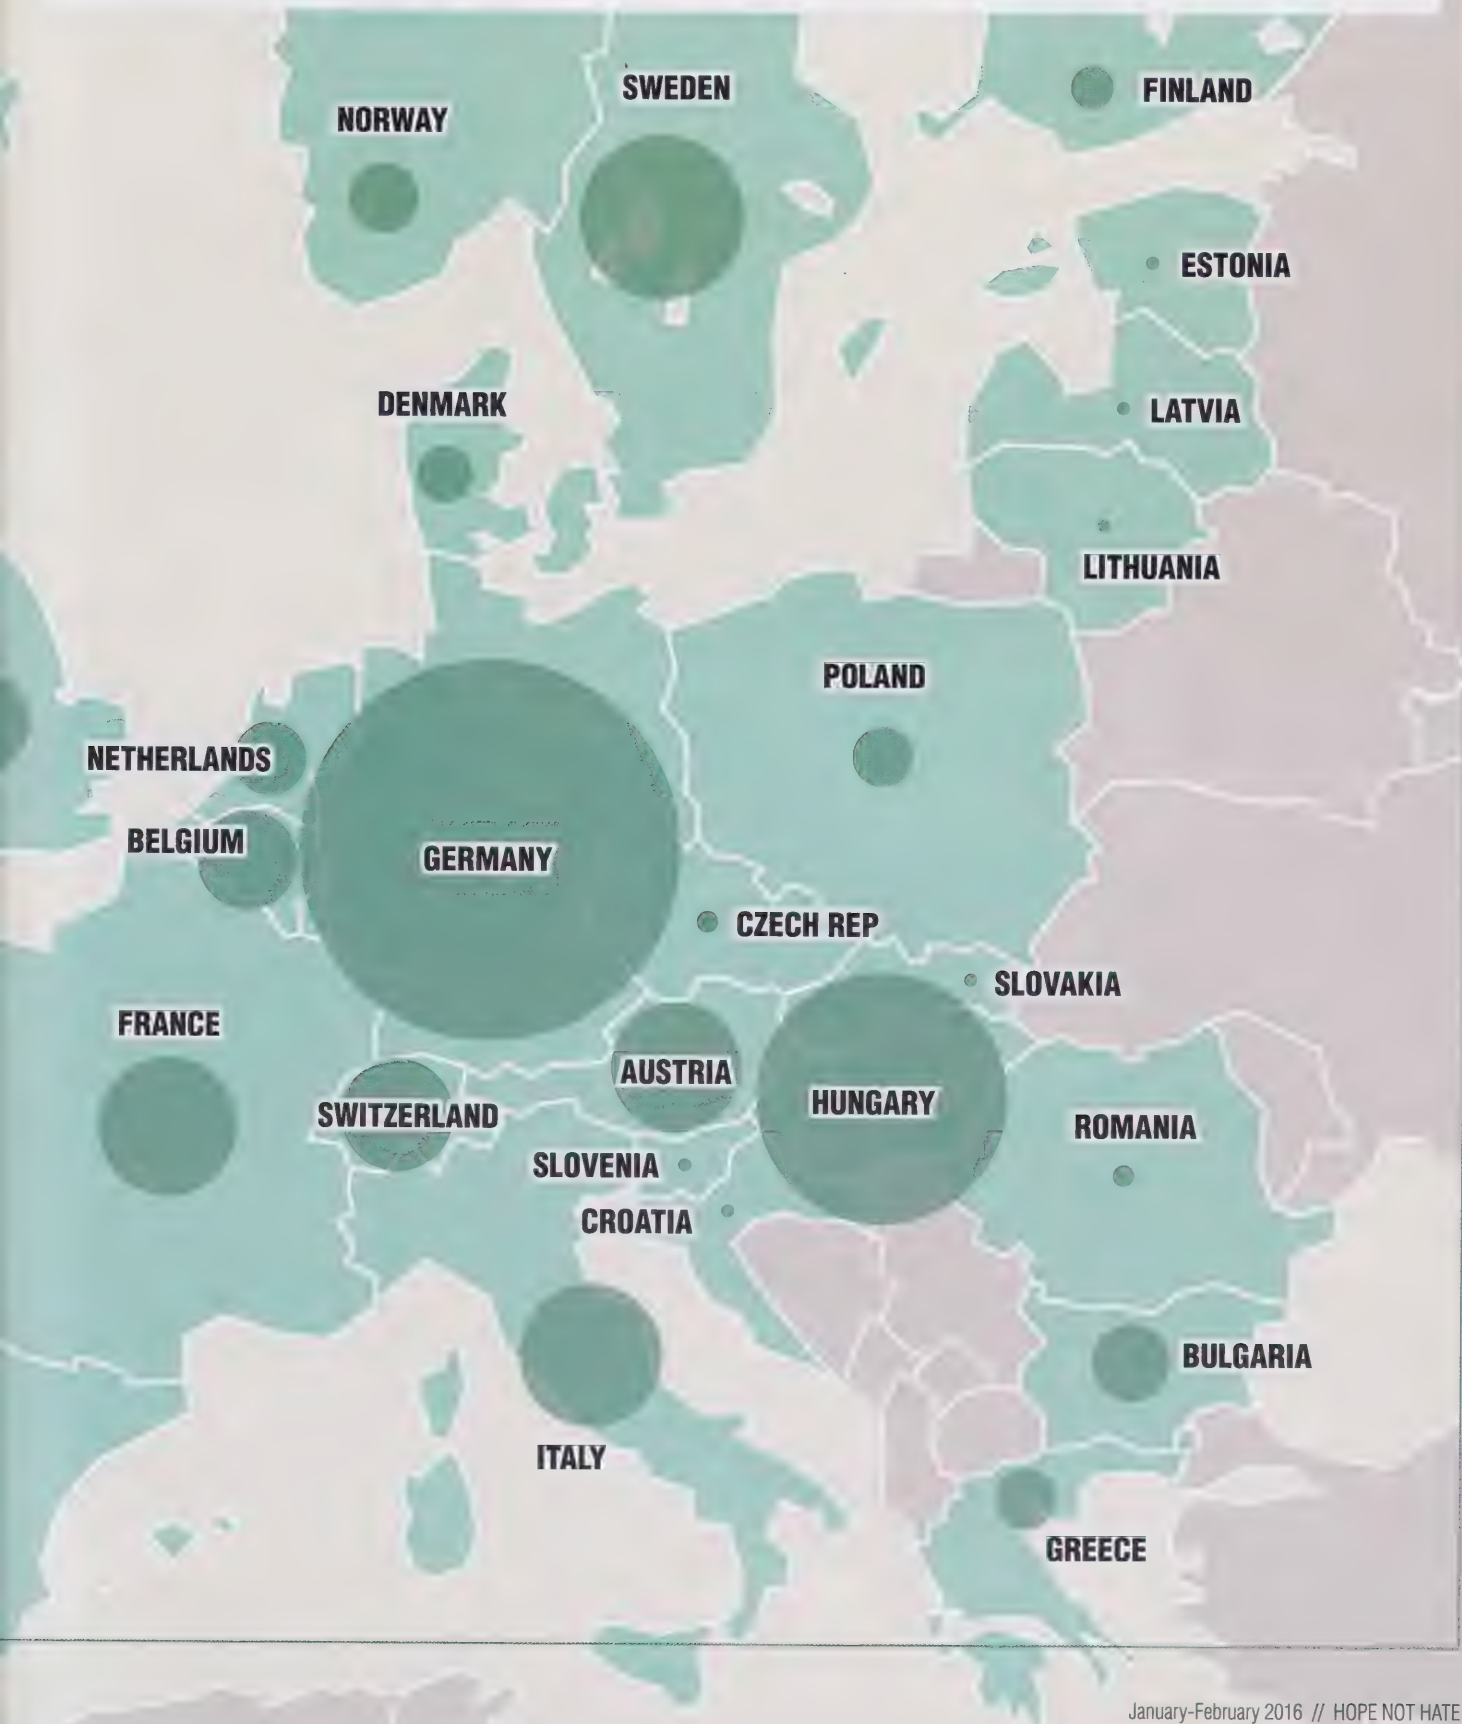 SWEDEN
FINLAND
NORWAY
ESTONIA
DENMARK
LATVIA
LITHUANIA
POLAND
NETHERLANDS
BELGIUM
GERMANY
CZECH REP
SLOVAKIA
FRANCE
AUSTRIA
SWITZERLAND
HUNGARY
ROMANIA
SLOVENIA
CROATIA
BULGARIA
ITALY
GREECE
January-February 2016 // HOPE NOT HATE